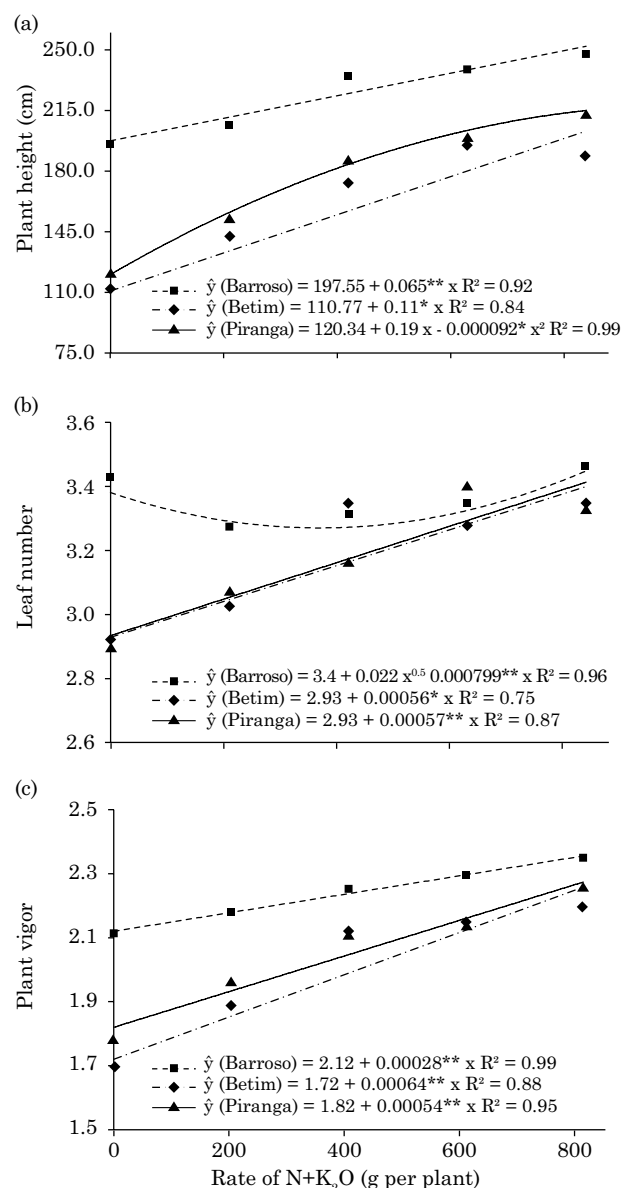 (a)
250.0
215.0
180.0
145.0
110.0
75.0
Plant height (cm)
ŷ (Barroso) = 197.55 + 0.065** x R² = 0.92
ŷ (Betim) = 110.77 + 0.11* x R² = 0.84
ŷ (Piranga) = 120.34 + 0.19 x - 0.000092* x² R² = 0.99
(b)
3.6
3.4
3.2
3.0
2.8
2.6
Leaf number
ŷ (Barroso) = 3.4 + 0.022 x⁰·⁵ 0.000799** x R² = 0.96
ŷ (Betim) = 2.93 + 0.00056* x R² = 0.75
ŷ (Piranga) = 2.93 + 0.00057** x R² = 0.87
(c)
2.5
2.3
2.1
1.9
1.7
1.5
Plant vigor
ŷ (Barroso) = 2.12 + 0.00028** x R² = 0.99
ŷ (Betim) = 1.72 + 0.00064** x R² = 0.88
ŷ (Piranga) = 1.82 + 0.00054** x R² = 0.95
0 200 400 600 800
Rate of N+K₂O (g per plant)